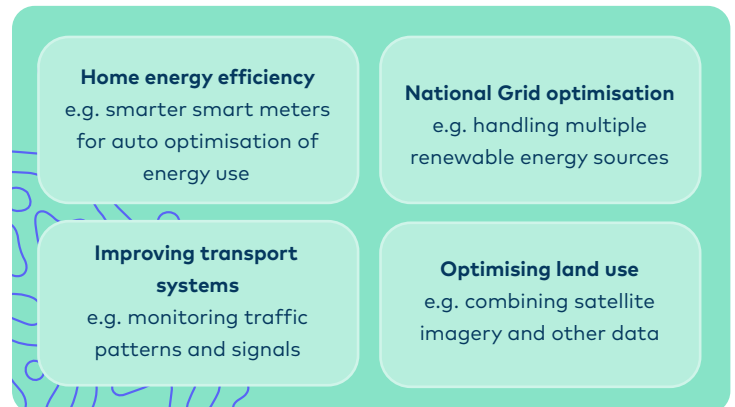 Home energy efficiency
e.g. smarter smart meters
for auto optimisation of
energy use
National Grid optimisation
e.g. handling multiple
renewable energy sources
Improving transport
systems
e.g. monitoring traffic
patterns and signals
Optimising land use
e.g. combining satellite
imagery and other data